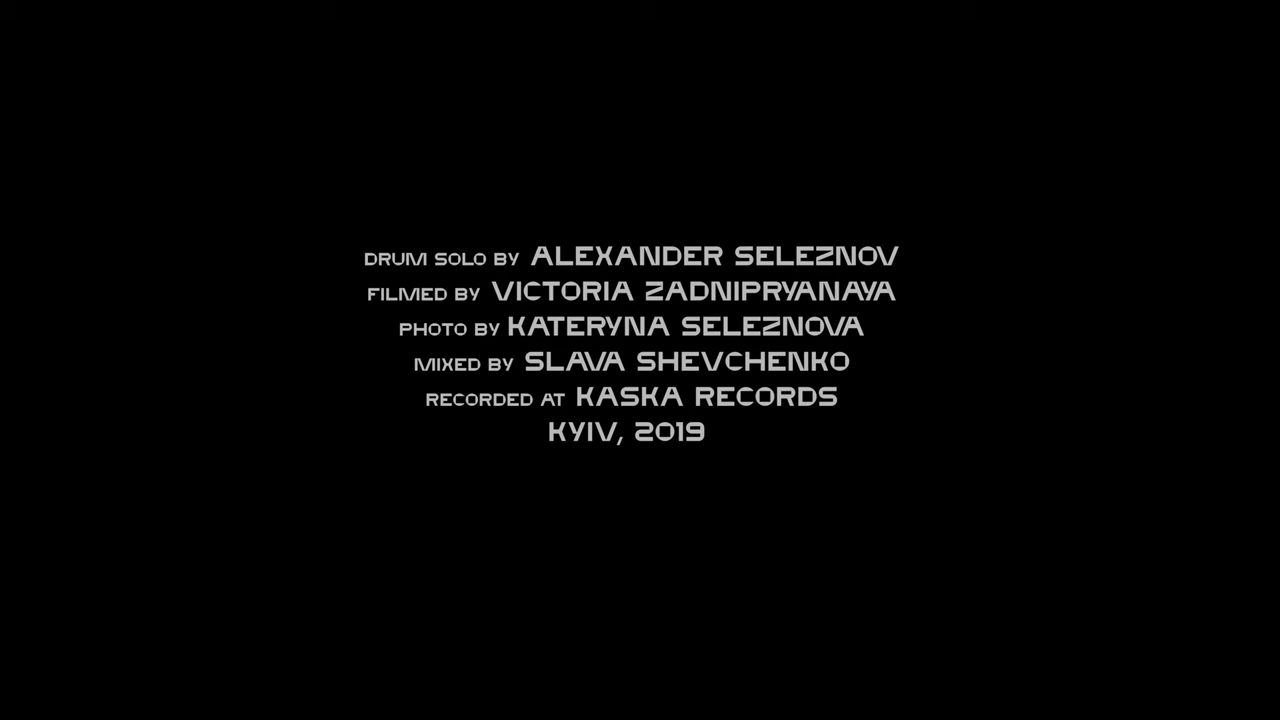 DRUM SOLO BY ALEXANDER SELEZNOV
FILMED BY VICTORIA ZADNIPRYANAYA
PHOTO BY KATERYNA SELEZNOVA
MIXED BY SLAVA SHEVCHENKO
RECORDED AT KASKA RECORDS
KYIV, 2019